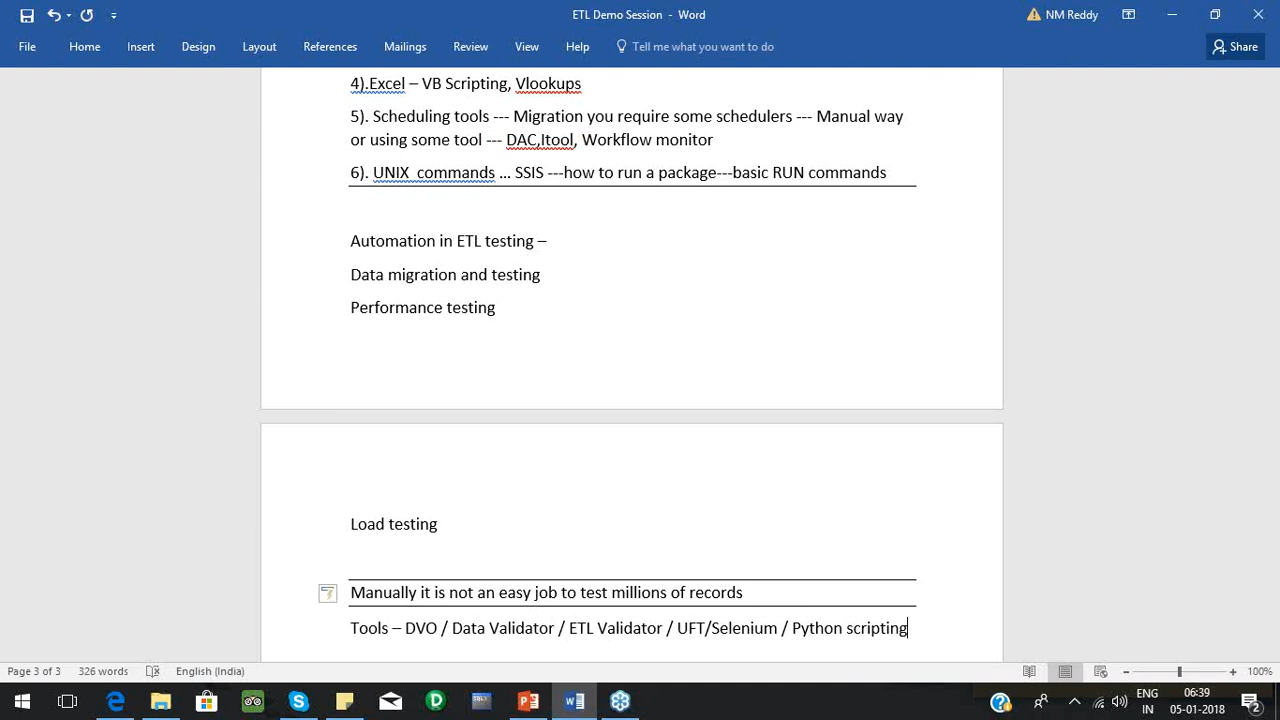 ETL Demo Session - Word
NM Reddy
File Home Insert Design Layout References Mailings Review View Help Tell me what you want to do Share
4).Excel – VB Scripting, Vlookups
5). Scheduling tools --- Migration you require some schedulers --- Manual way
or using some tool --- DAC,Itool, Workflow monitor
6). UNIX  commands ... SSIS ---how to run a package---basic RUN commands
Automation in ETL testing –
Data migration and testing
Performance testing
Load testing
Manually it is not an easy job to test millions of records
Tools – DVO / Data Validator / ETL Validator / UFT/Selenium / Python scripting
Page 3 of 3 326 words English (India) 100%
ENG 06:39
IN 05-01-2018 2